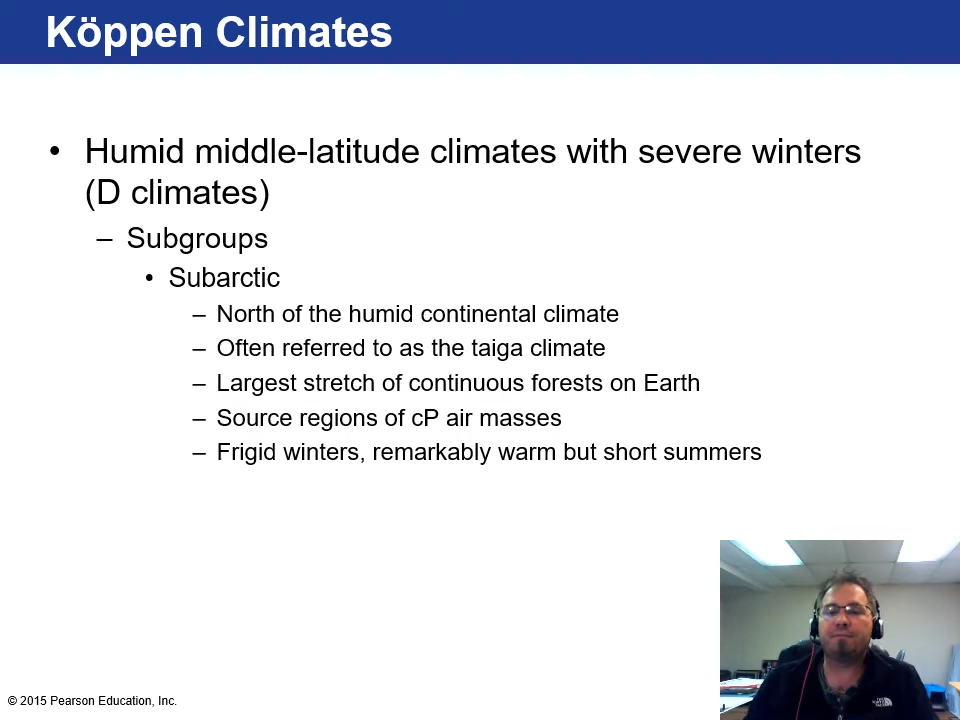 Köppen Climates
• Humid middle-latitude climates with severe winters
(D climates)
– Subgroups
• Subarctic
– North of the humid continental climate
– Often referred to as the taiga climate
– Largest stretch of continuous forests on Earth
– Source regions of cP air masses
– Frigid winters, remarkably warm but short summers
© 2015 Pearson Education, Inc.